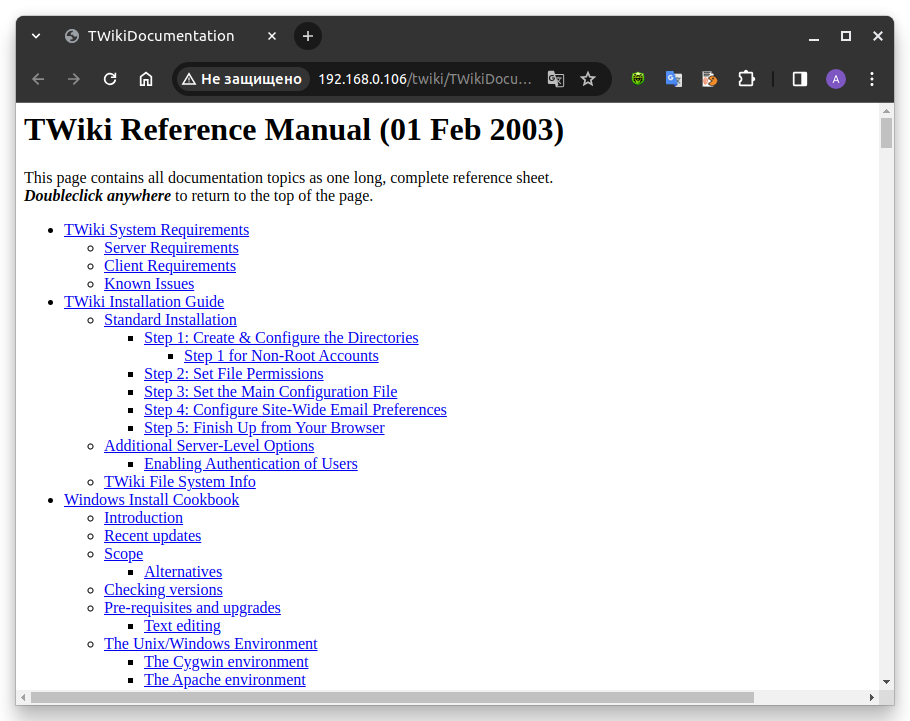 TWikiDocumentation
Не защищено 192.168.0.106/twiki/TWikiDocu...
A
TWiki Reference Manual (01 Feb 2003)
This page contains all documentation topics as one long, complete reference sheet.
Doubleclick anywhere to return to the top of the page.
TWiki System Requirements
Server Requirements
Client Requirements
Known Issues
TWiki Installation Guide
Standard Installation
Step 1: Create & Configure the Directories
Step 1 for Non-Root Accounts
Step 2: Set File Permissions
Step 3: Set the Main Configuration File
Step 4: Configure Site-Wide Email Preferences
Step 5: Finish Up from Your Browser
Additional Server-Level Options
Enabling Authentication of Users
TWiki File System Info
Windows Install Cookbook
Introduction
Recent updates
Scope
Alternatives
Checking versions
Pre-requisites and upgrades
Text editing
The Unix/Windows Environment
The Cygwin environment
The Apache environment